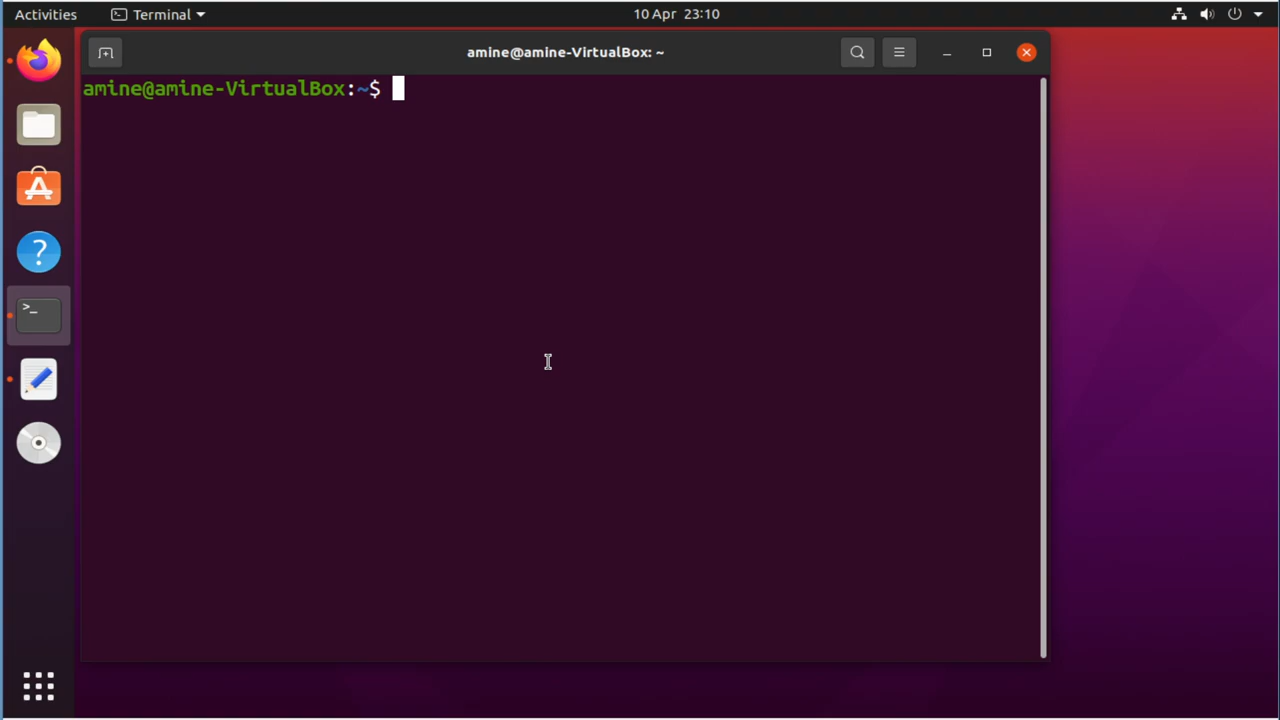 Activities
Terminal
10 Apr 23:10
amine@amine-VirtualBox: ~
amine@amine-VirtualBox:~$